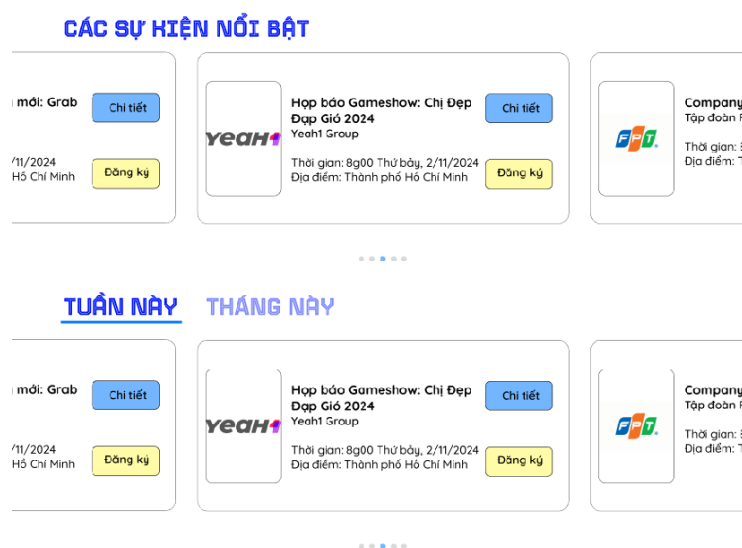 CÁC SỰ KIỆN NỔI BẬT
mới: Grab
Chi tiết
/11/2024
Hồ Chí Minh
Đăng ký
YEAH1
Họp báo Gameshow: Chị Đẹp
Đạp Gió 2024
Yeah1 Group
Chi tiết
Thời gian: 8g00 Thứ bảy, 2/11/2024
Địa điểm: Thành phố Hồ Chí Minh
Đăng ký
FPT
Company
Tập đoàn F
Thời gian:
Địa điểm: T
TUẦN NÀY THÁNG NÀY
mới: Grab
Chi tiết
/11/2024
Hồ Chí Minh
Đăng ký
YEAH1
Họp báo Gameshow: Chị Đẹp
Đạp Gió 2024
Yeah1 Group
Chi tiết
Thời gian: 8g00 Thứ bảy, 2/11/2024
Địa điểm: Thành phố Hồ Chí Minh
Đăng ký
FPT
Company
Tập đoàn F
Thời gian:
Địa điểm: T